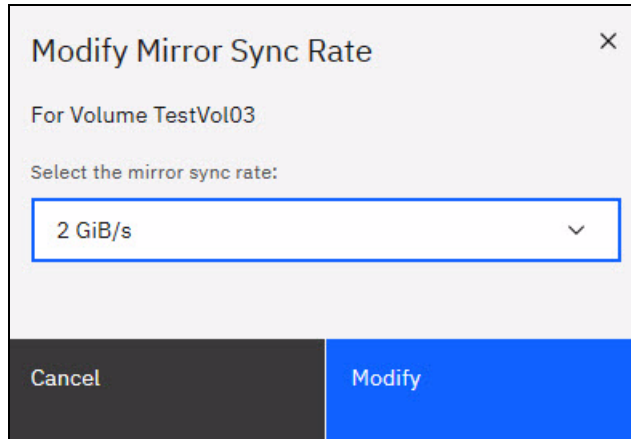 Modify Mirror Sync Rate
For Volume TestVol03
Select the mirror sync rate:
2 GiB/s
Cancel
Modify